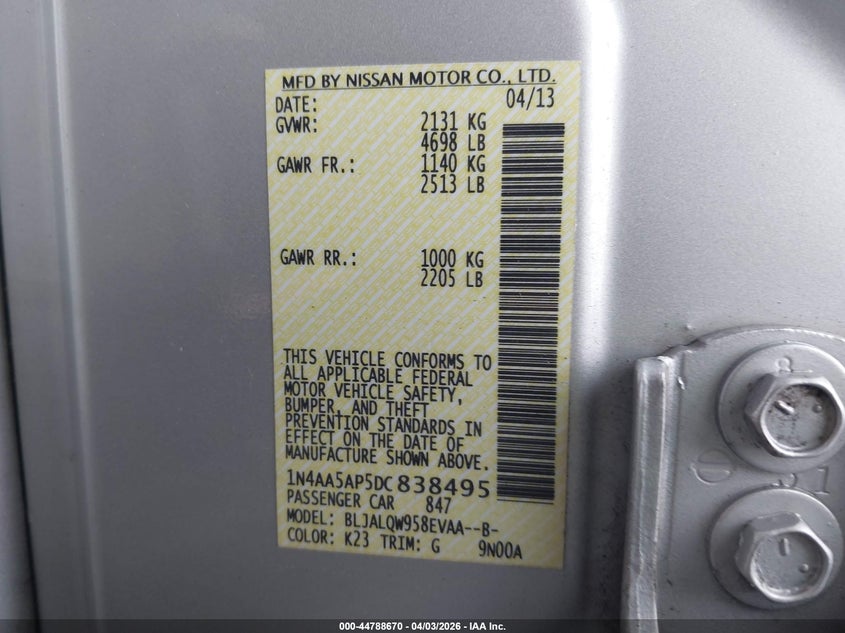 MFD BY NISSAN MOTOR CO., LTD.
DATE: 04/13
GVWR: 2131 KG
4698 LB
GAWR FR.: 1140 KG
2513 LB
GAWR RR.: 1000 KG
2205 LB
THIS VEHICLE CONFORMS TO
ALL APPLICABLE FEDERAL
MOTOR VEHICLE SAFETY,
BUMPER, AND THEFT
PREVENTION STANDARDS IN
EFFECT ON THE DATE OF
MANUFACTURE SHOWN ABOVE.
1N4AA5AP5DC838495
PASSENGER CAR 847
MODEL: BLJALQW958EVAA--B-
COLOR: K23 TRIM: G 9N00A
000-44788670 | 04/03/2026 - IAA Inc.